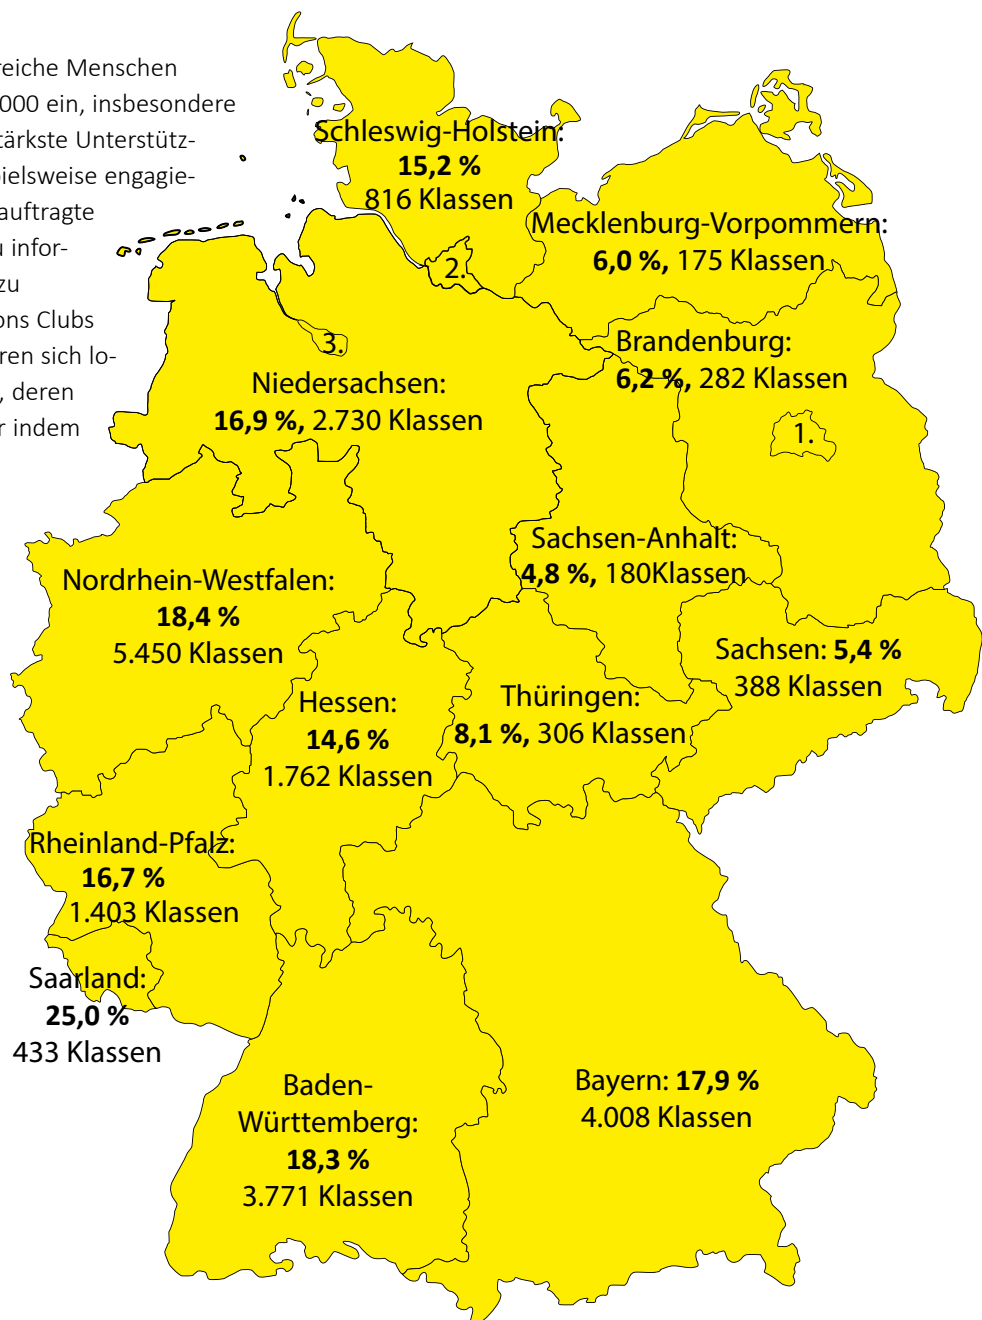 reiche Menschen
000 ein, insbesondere
tärkste Unterstütz-
pielsweise engagie-
auftragte
u infor-
zu
ons Clubs
ren sich lo-
, deren
r indem
Schleswig-Holstein:
15,2 %
816 Klassen
Mecklenburg-Vorpommern:
6,0 %, 175 Klassen
2.
3.
Brandenburg:
6,2 %, 282 Klassen
Niedersachsen:
16,9 %, 2.730 Klassen
1.
Sachsen-Anhalt:
4,8 %, 180Klassen
Nordrhein-Westfalen:
18,4 %
5.450 Klassen
Sachsen: 5,4 %
388 Klassen
Hessen:
14,6 %
1.762 Klassen
Thüringen:
8,1 %, 306 Klassen
Rheinland-Pfalz:
16,7 %
1.403 Klassen
Saarland:
25,0 %
433 Klassen
Baden-
Württemberg:
18,3 %
3.771 Klassen
Bayern: 17,9 %
4.008 Klassen